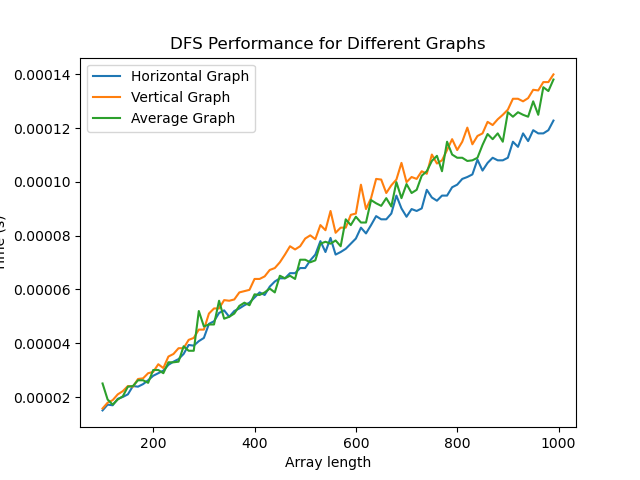 DFS Performance for Different Graphs
Horizontal Graph
Vertical Graph
Average Graph
0.00014
0.00012
0.00010
0.00008
0.00006
0.00004
0.00002
Time (s)
200
400
600
800
1000
Array length